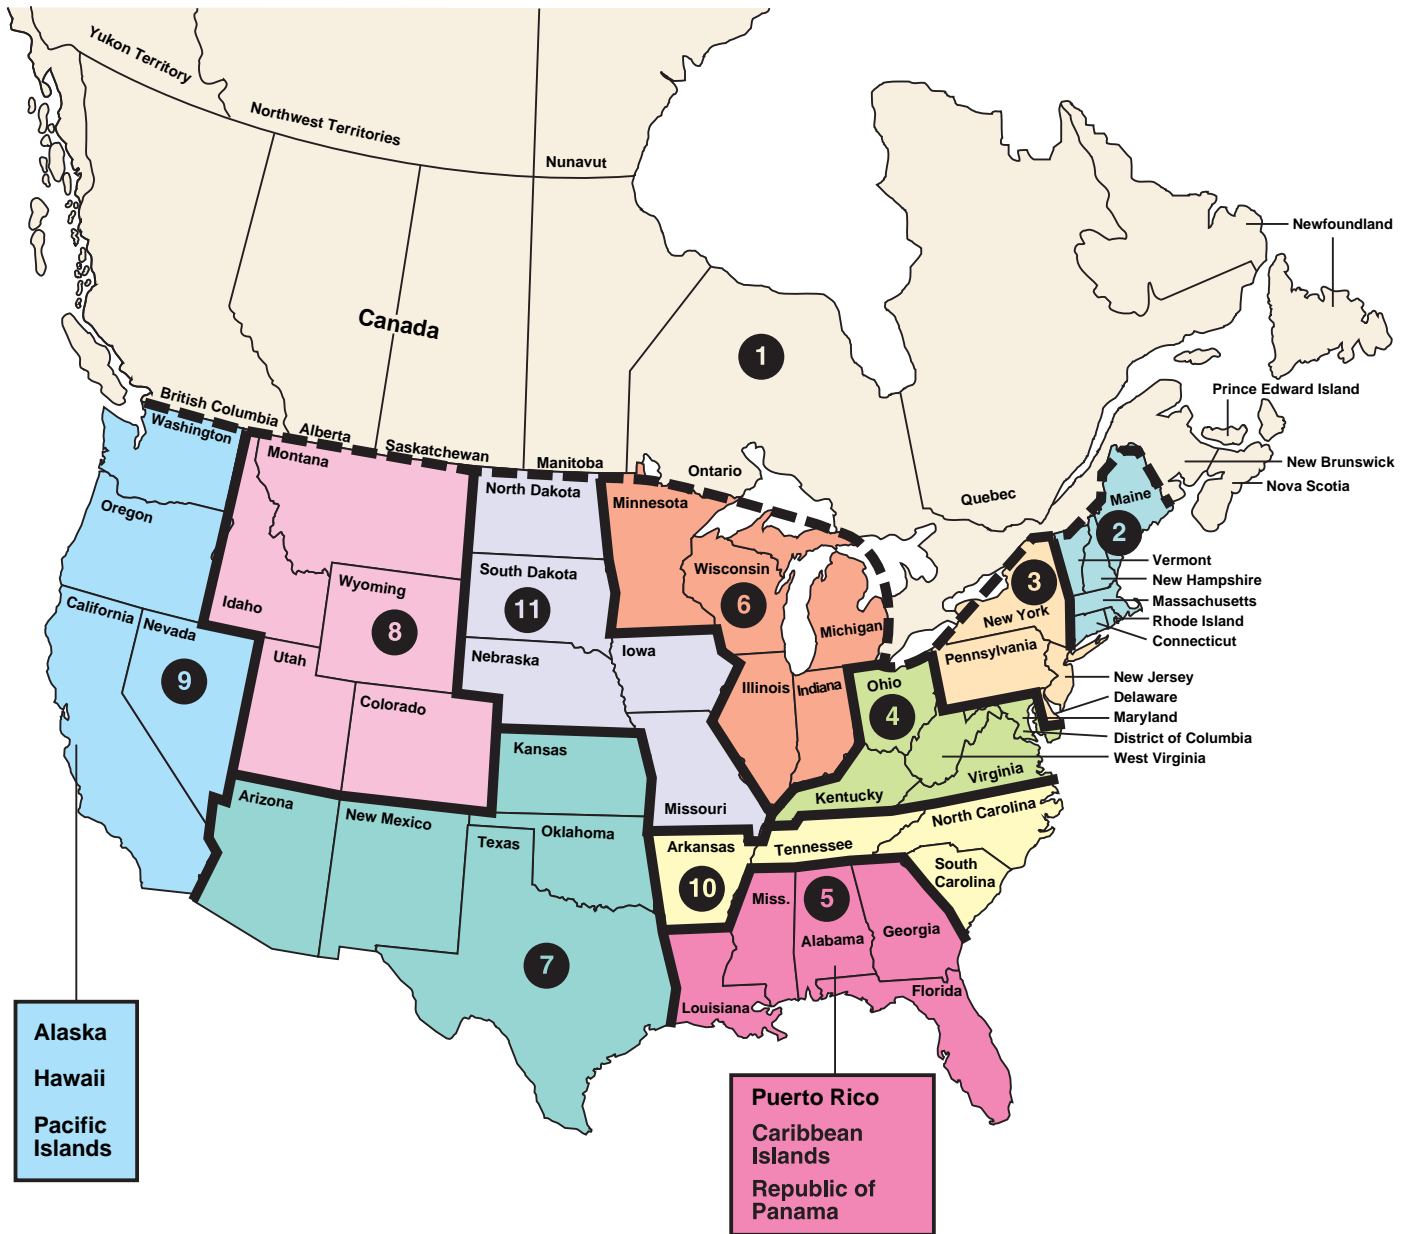 Yukon Territory
Northwest Territories
Nunavut
Newfoundland
Canada
1
Prince Edward Island
British Columbia
Washington
Alberta
Saskatchewan
Manitoba
Ontario
Quebec
New Brunswick
Nova Scotia
Montana
North Dakota
Minnesota
Maine
2
Oregon
Wisconsin
South Dakota
Vermont
New Hampshire
Massachusetts
Rhode Island
Connecticut
Wyoming
Idaho
8
11
6
3
New York
Michigan
California
Nevada
9
Utah
Nebraska
Iowa
Pennsylvania
New Jersey
Delaware
Maryland
District of Columbia
West Virginia
Illinois
Indiana
Ohio
4
Colorado
Kansas
Missouri
Kentucky
Virginia
Arizona
New Mexico
Texas
Oklahoma
Arkansas
10
Tennessee
North Carolina
South
Carolina
Miss.
5
Alabama
Georgia
7
Louisiana
Florida
Alaska
Hawaii
Pacific
Islands
Puerto Rico
Caribbean
Islands
Republic of
Panama